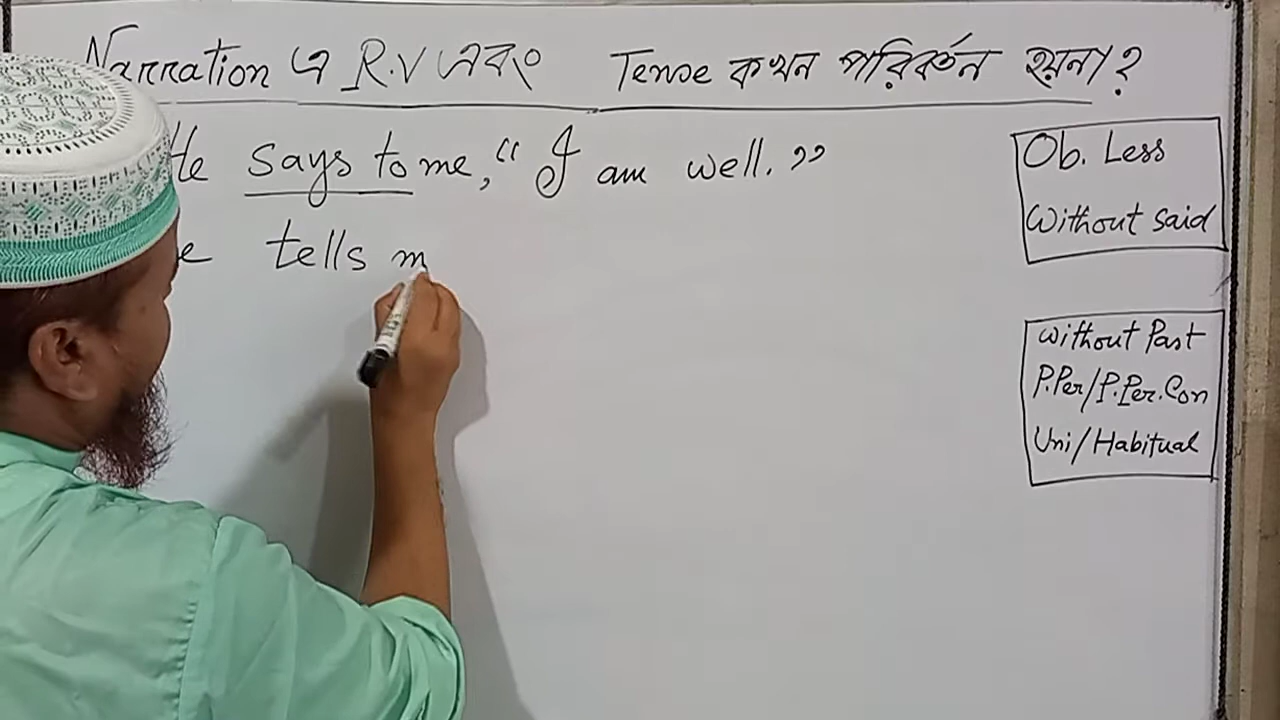 Narration এ R.V এবং Tense কখন পরিবর্তন হয়না?
He says to me, “I am well.”
e tells m
Ob. Less
Without said
Without Past
P.Per/P.Per.Con
Uni/Habitual